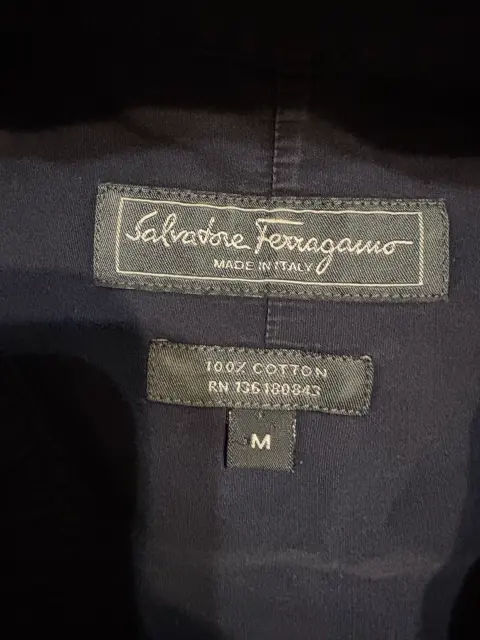 Salvatore Ferragamo
MADE IN ITALY
100% COTTON
RN 136180843
M